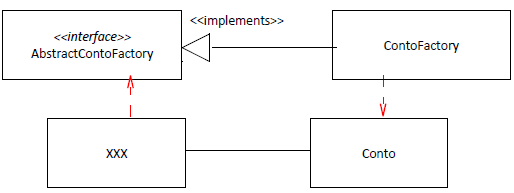 <<implements>>
<<interface>>
AbstractContoFactory
ContoFactory
XXX
Conto